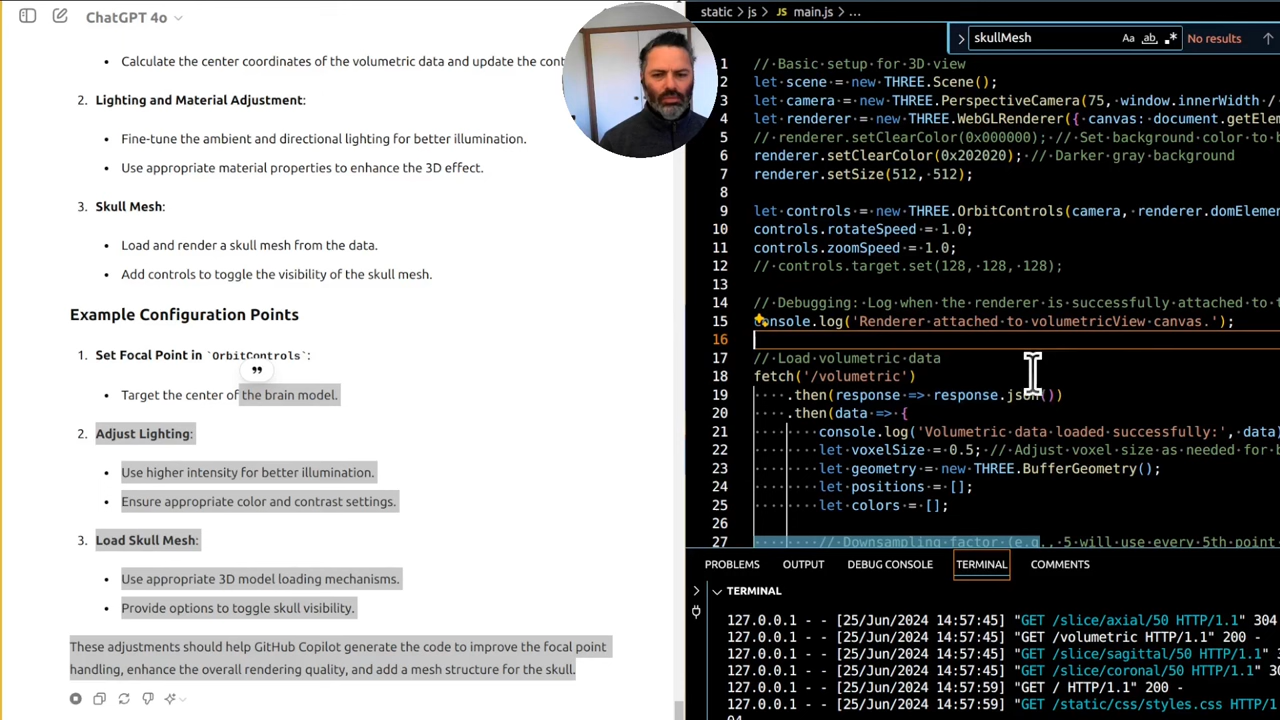 ChatGPT 4o
Calculate the center coordinates of the volumetric data and update the cont
2. Lighting and Material Adjustment:
Fine-tune the ambient and directional lighting for better illumination.
Use appropriate material properties to enhance the 3D effect.
3. Skull Mesh:
Load and render a skull mesh from the data.
Add controls to toggle the visibility of the skull mesh.
Example Configuration Points
1. Set Focal Point in `OrbitControls`:
Target the center of the brain model.
2. Adjust Lighting:
Use higher intensity for better illumination.
Ensure appropriate color and contrast settings.
3. Load Skull Mesh:
Use appropriate 3D model loading mechanisms.
Provide options to toggle skull visibility.
These adjustments should help GitHub Copilot generate the code to improve the focal point
handling, enhance the overall rendering quality, and add a mesh structure for the skull.
static > js > JS main.js > ...
skullMesh Aa ab .* No results
1 // Basic setup for 3D view
2 let scene = new THREE.Scene();
3 let camera = new THREE.PerspectiveCamera(75, window.innerWidth /
4 let renderer = new THREE.WebGLRenderer({ canvas: document.getElem
5 // renderer.setClearColor(0x000000); // Set background color to b
6 renderer.setClearColor(0x202020); // Darker gray background
7 renderer.setSize(512, 512);
8
9 let controls = new THREE.OrbitControls(camera, renderer.domElemen
10 controls.rotateSpeed = 1.0;
11 controls.zoomSpeed = 1.0;
12 // controls.target.set(128, 128, 128);
13
14 // Debugging: Log when the renderer is successfully attached to t
15 console.log('Renderer attached to volumetricView canvas.');
16
17 // Load volumetric data
18 fetch('/volumetric')
19 .then(response => response.json())
20 .then(data => {
21 console.log('Volumetric data loaded successfully:', data)
22 let voxelSize = 0.5; // Adjust voxel size as needed for b
23 let geometry = new THREE.BufferGeometry();
24 let positions = [];
25 let colors = [];
26
27 // Downsampling factor (e.g., 5 will use every 5th point
PROBLEMS OUTPUT DEBUG CONSOLE TERMINAL COMMENTS
TERMINAL
127.0.0.1 - - [25/Jun/2024 14:57:45] "GET /slice/axial/50 HTTP/1.1" 304
127.0.0.1 - - [25/Jun/2024 14:57:45] "GET /volumetric HTTP/1.1" 200 -
127.0.0.1 - - [25/Jun/2024 14:57:45] "GET /slice/sagittal/50 HTTP/1.1"
127.0.0.1 - - [25/Jun/2024 14:57:45] "GET /slice/coronal/50 HTTP/1.1" 30
127.0.0.1 - - [25/Jun/2024 14:57:59] "GET / HTTP/1.1" 200 -
127.0.0.1 - - [25/Jun/2024 14:57:59] "GET /static/css/styles.css HTTP/1
04